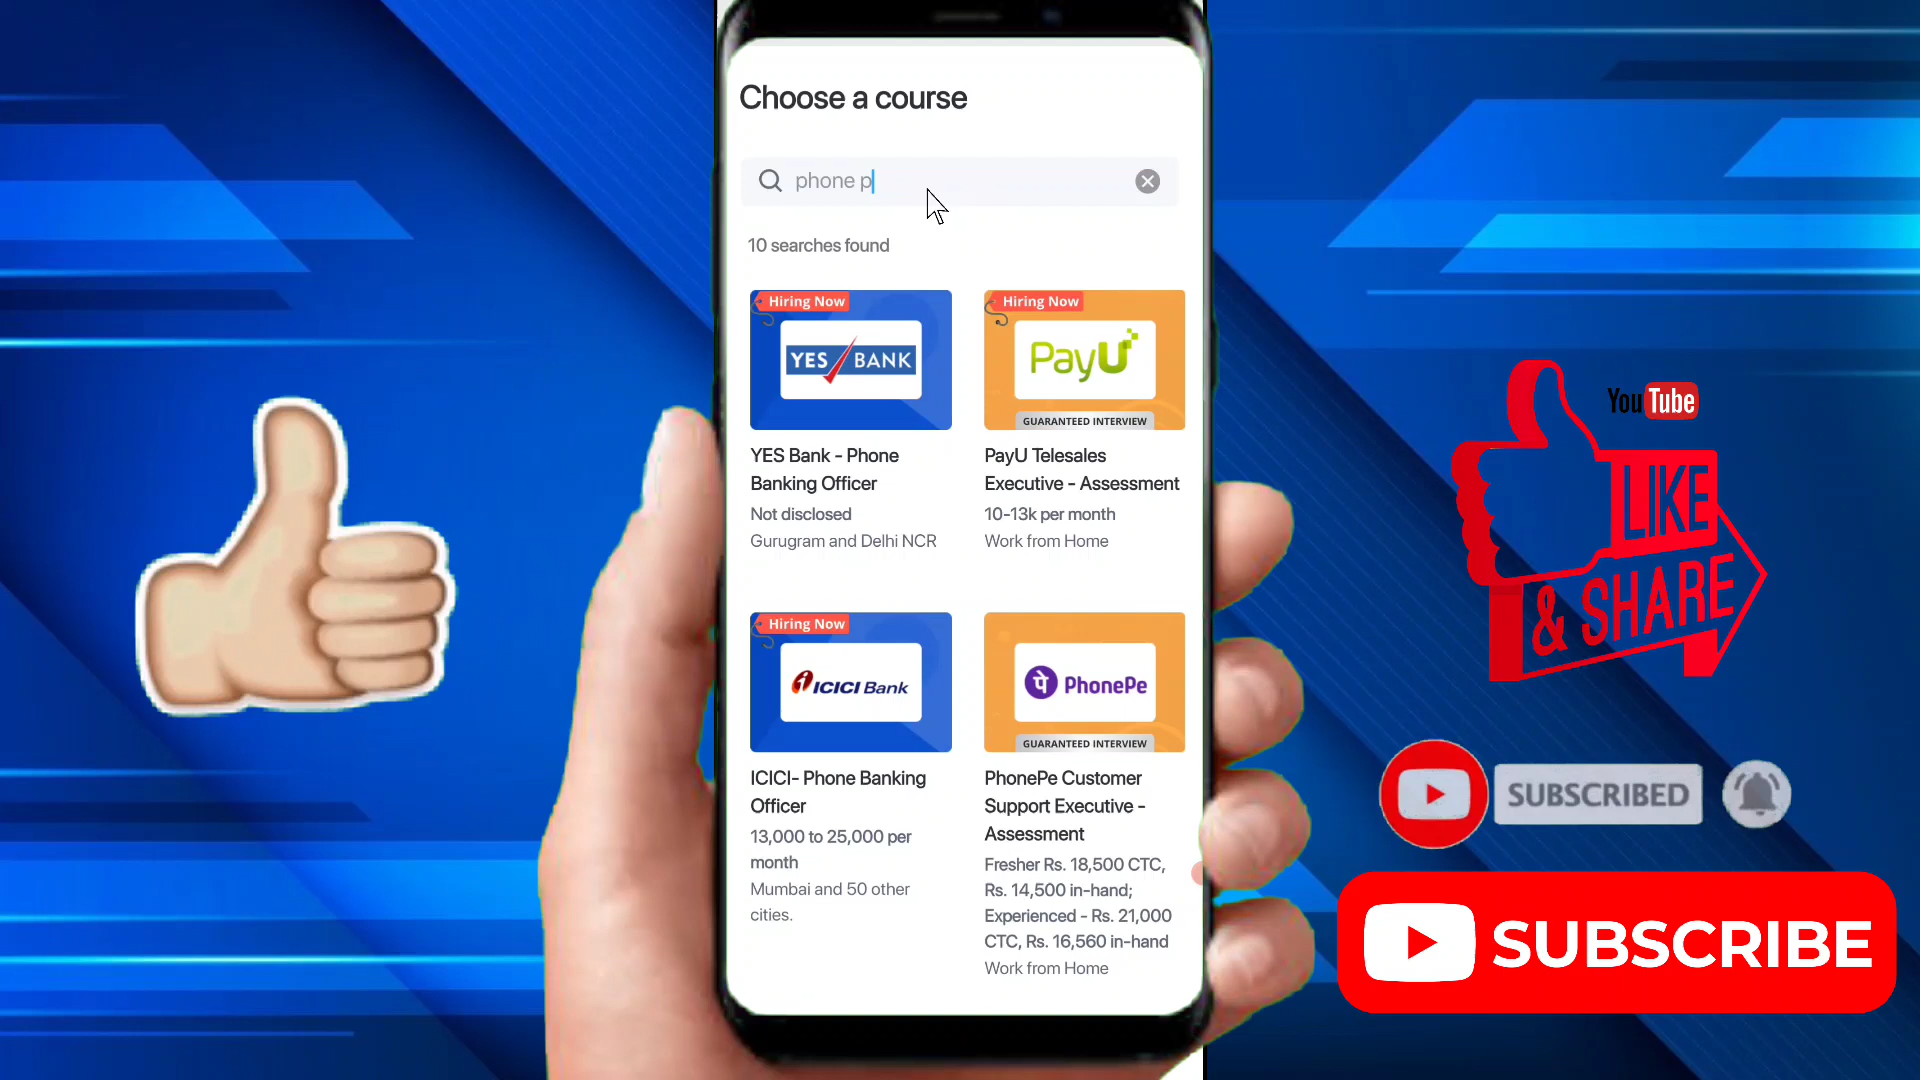 Choose a course
phone p
10 searches found
Hiring Now
YES BANK
YES Bank - Phone
Banking Officer
Not disclosed
Gurugram and Delhi NCR
Hiring Now
PayU
GUARANTEED INTERVIEW
PayU Telesales
Executive - Assessment
10-13k per month
Work from Home
Hiring Now
ICICI Bank
ICICI- Phone Banking
Officer
13,000 to 25,000 per
month
Mumbai and 50 other
cities.
पे PhonePe
GUARANTEED INTERVIEW
PhonePe Customer
Support Executive -
Assessment
Fresher Rs. 18,500 CTC,
Rs. 14,500 in-hand;
Experienced - Rs. 21,000
CTC, Rs. 16,560 in-hand
Work from Home
YouTube
LIKE
& SHARE
SUBSCRIBED
SUBSCRIBE